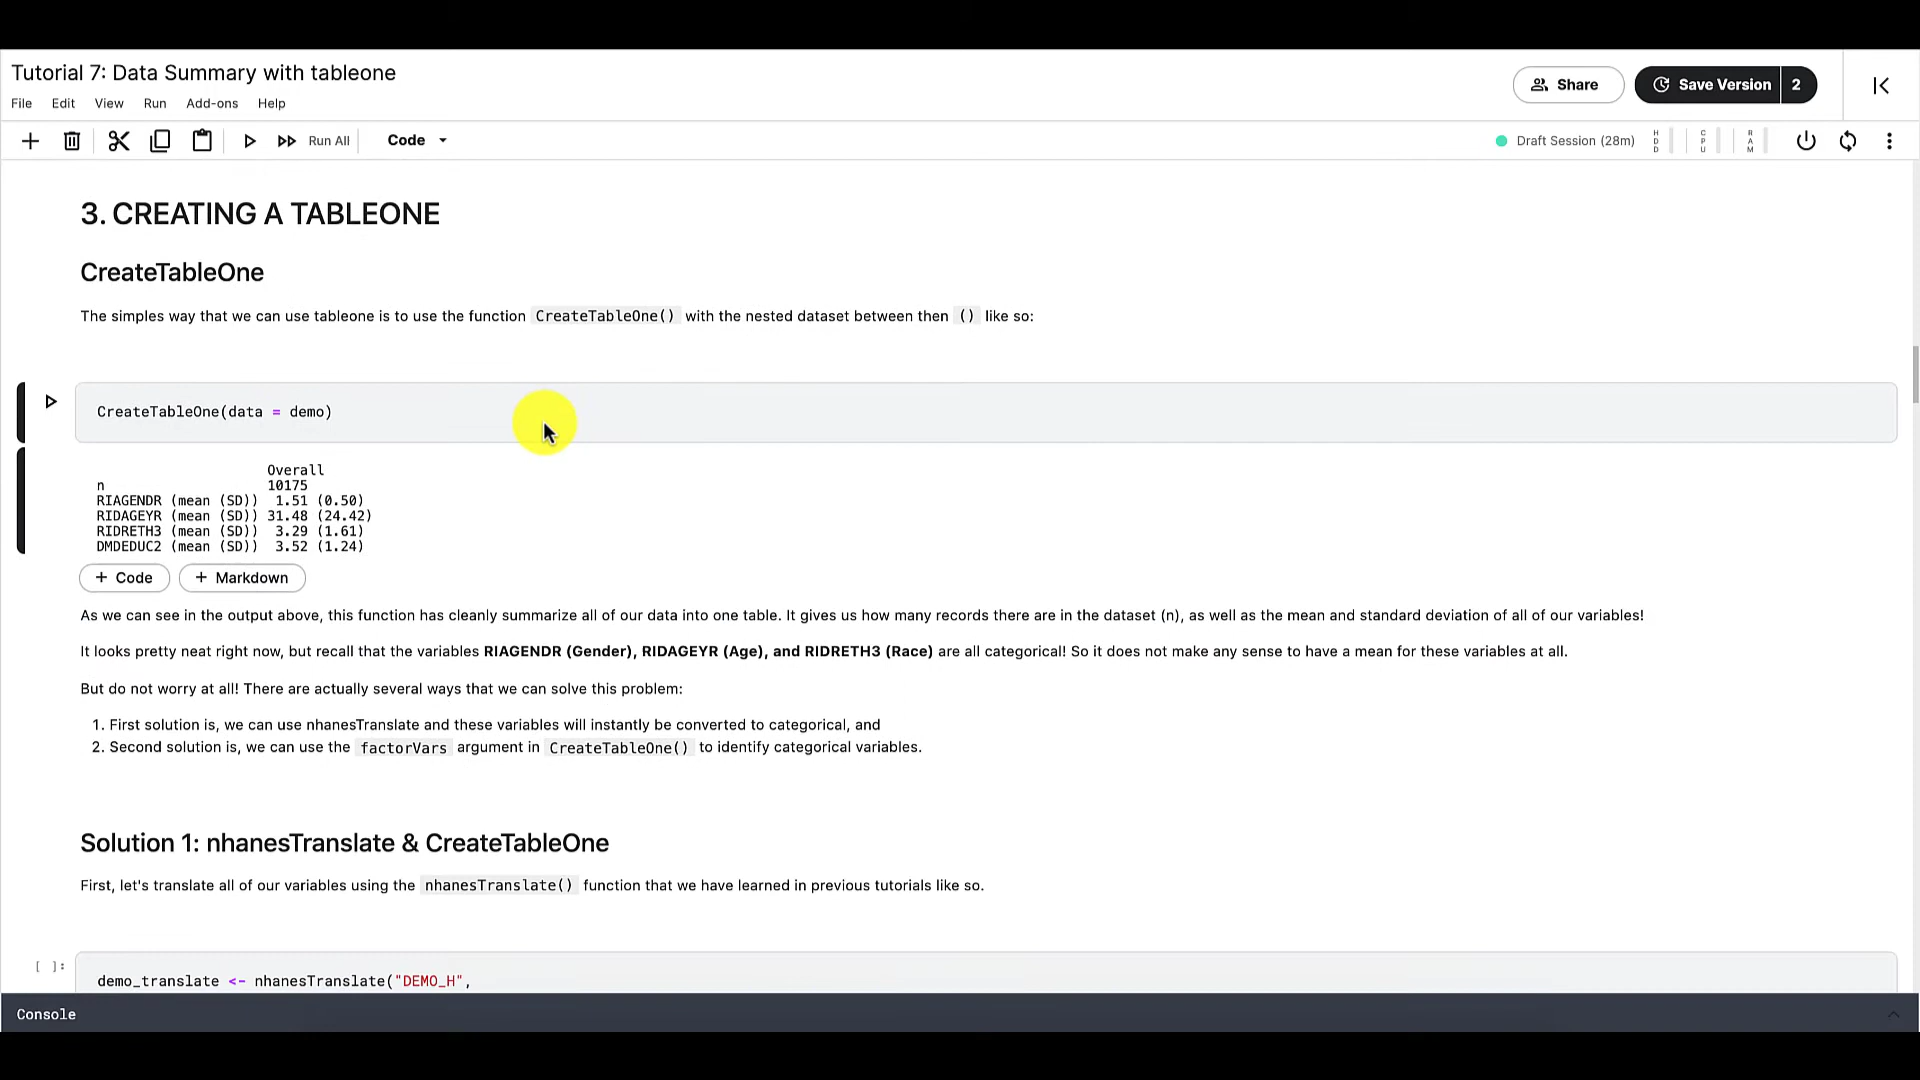 Tutorial 7: Data Summary with tableone
File Edit View Run Add-ons Help
Share
Save Version 2
Run All
Code
Draft Session (28m)
HDD
CPU
RAM
3. CREATING A TABLEONE
CreateTableOne
The simples way that we can use tableone is to use the function CreateTableOne() with the nested dataset between then () like so:
CreateTableOne(data = demo)
Overall
n 10175
RIAGENDR (mean (SD)) 1.51 (0.50)
RIDAGEYR (mean (SD)) 31.48 (24.42)
RIDRETH3 (mean (SD)) 3.29 (1.61)
DMDEDUC2 (mean (SD)) 3.52 (1.24)
+ Code + Markdown
As we can see in the output above, this function has cleanly summarize all of our data into one table. It gives us how many records there are in the dataset (n), as well as the mean and standard deviation of all of our variables!
It looks pretty neat right now, but recall that the variables RIAGENDR (Gender), RIDAGEYR (Age), and RIDRETH3 (Race) are all categorical! So it does not make any sense to have a mean for these variables at all.
But do not worry at all! There are actually several ways that we can solve this problem:
1. First solution is, we can use nhanesTranslate and these variables will instantly be converted to categorical, and
2. Second solution is, we can use the factorVars argument in CreateTableOne() to identify categorical variables.
Solution 1: nhanesTranslate & CreateTableOne
First, let's translate all of our variables using the nhanesTranslate() function that we have learned in previous tutorials like so.
[ ]:
demo_translate <- nhanesTranslate("DEMO_H",
Console